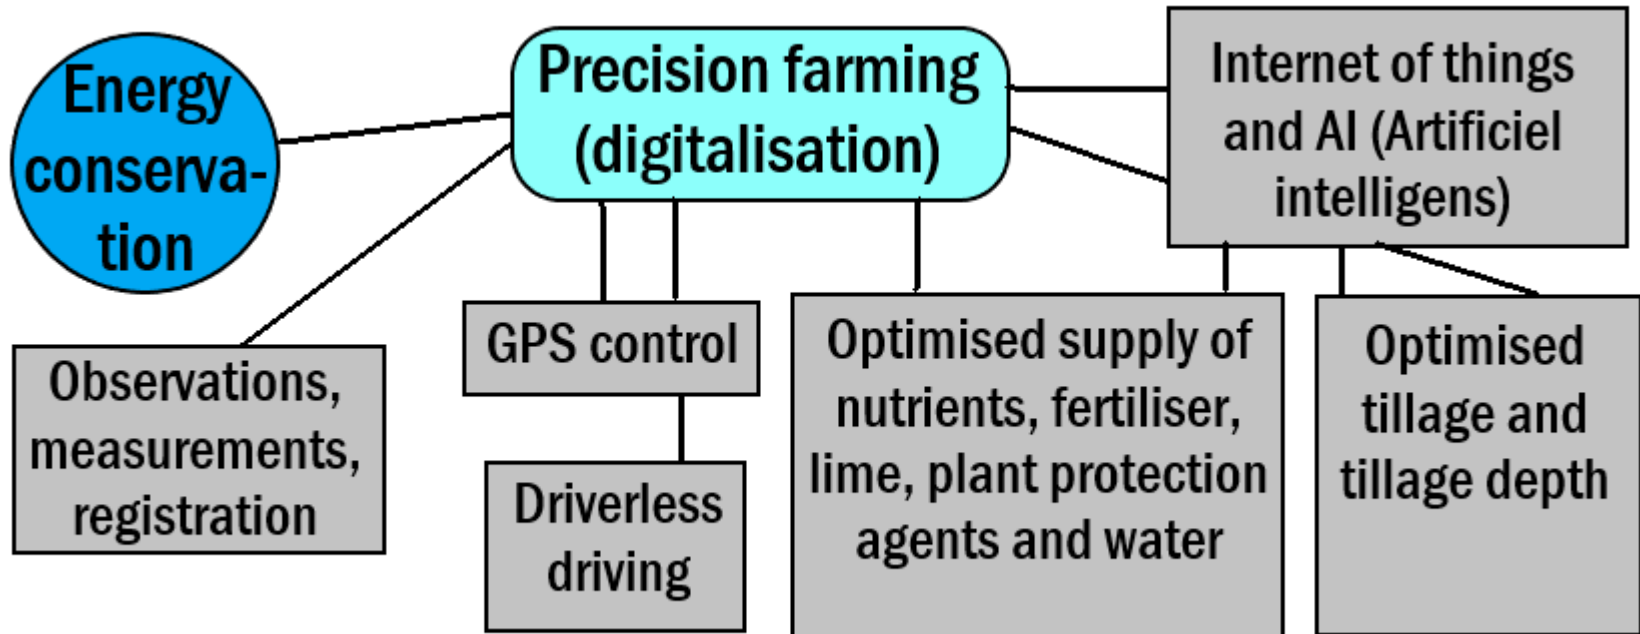 Energy
conserva-
tion
Precision farming
(digitalisation)
Internet of things
and AI (Artificiel
intelligens)
Observations,
measurements,
registration
GPS control
Driverless
driving
Optimised supply of
nutrients, fertiliser,
lime, plant protection
agents and water
Optimised
tillage and
tillage depth